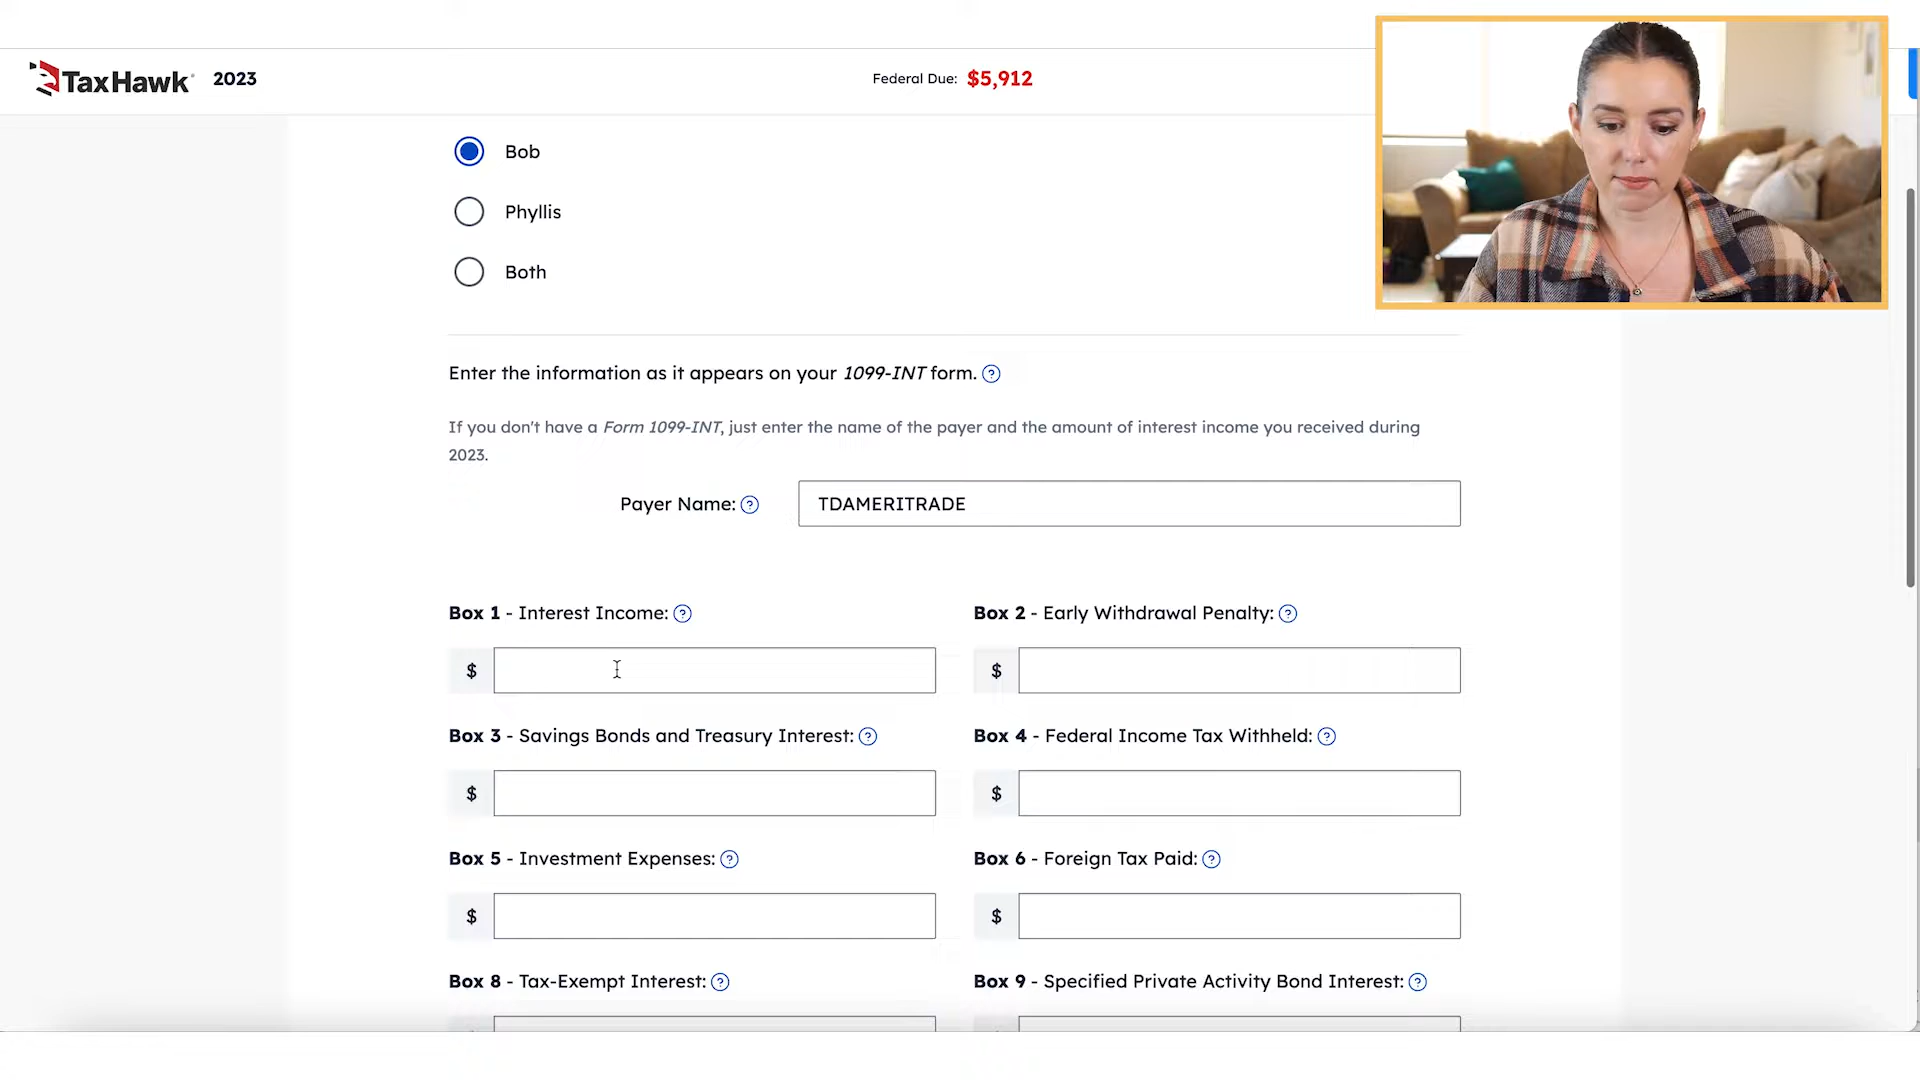 TaxHawk 2023
Federal Due: $5,912
Bob
Phyllis
Both
Enter the information as it appears on your 1099-INT form. ?
If you don't have a Form 1099-INT, just enter the name of the payer and the amount of interest income you received during
2023.
Payer Name: ? TDAMERITRADE
Box 1 - Interest Income: ? Box 2 - Early Withdrawal Penalty: ?
$ $
Box 3 - Savings Bonds and Treasury Interest: ? Box 4 - Federal Income Tax Withheld: ?
$ $
Box 5 - Investment Expenses: ? Box 6 - Foreign Tax Paid: ?
$ $
Box 8 - Tax-Exempt Interest: ? Box 9 - Specified Private Activity Bond Interest: ?